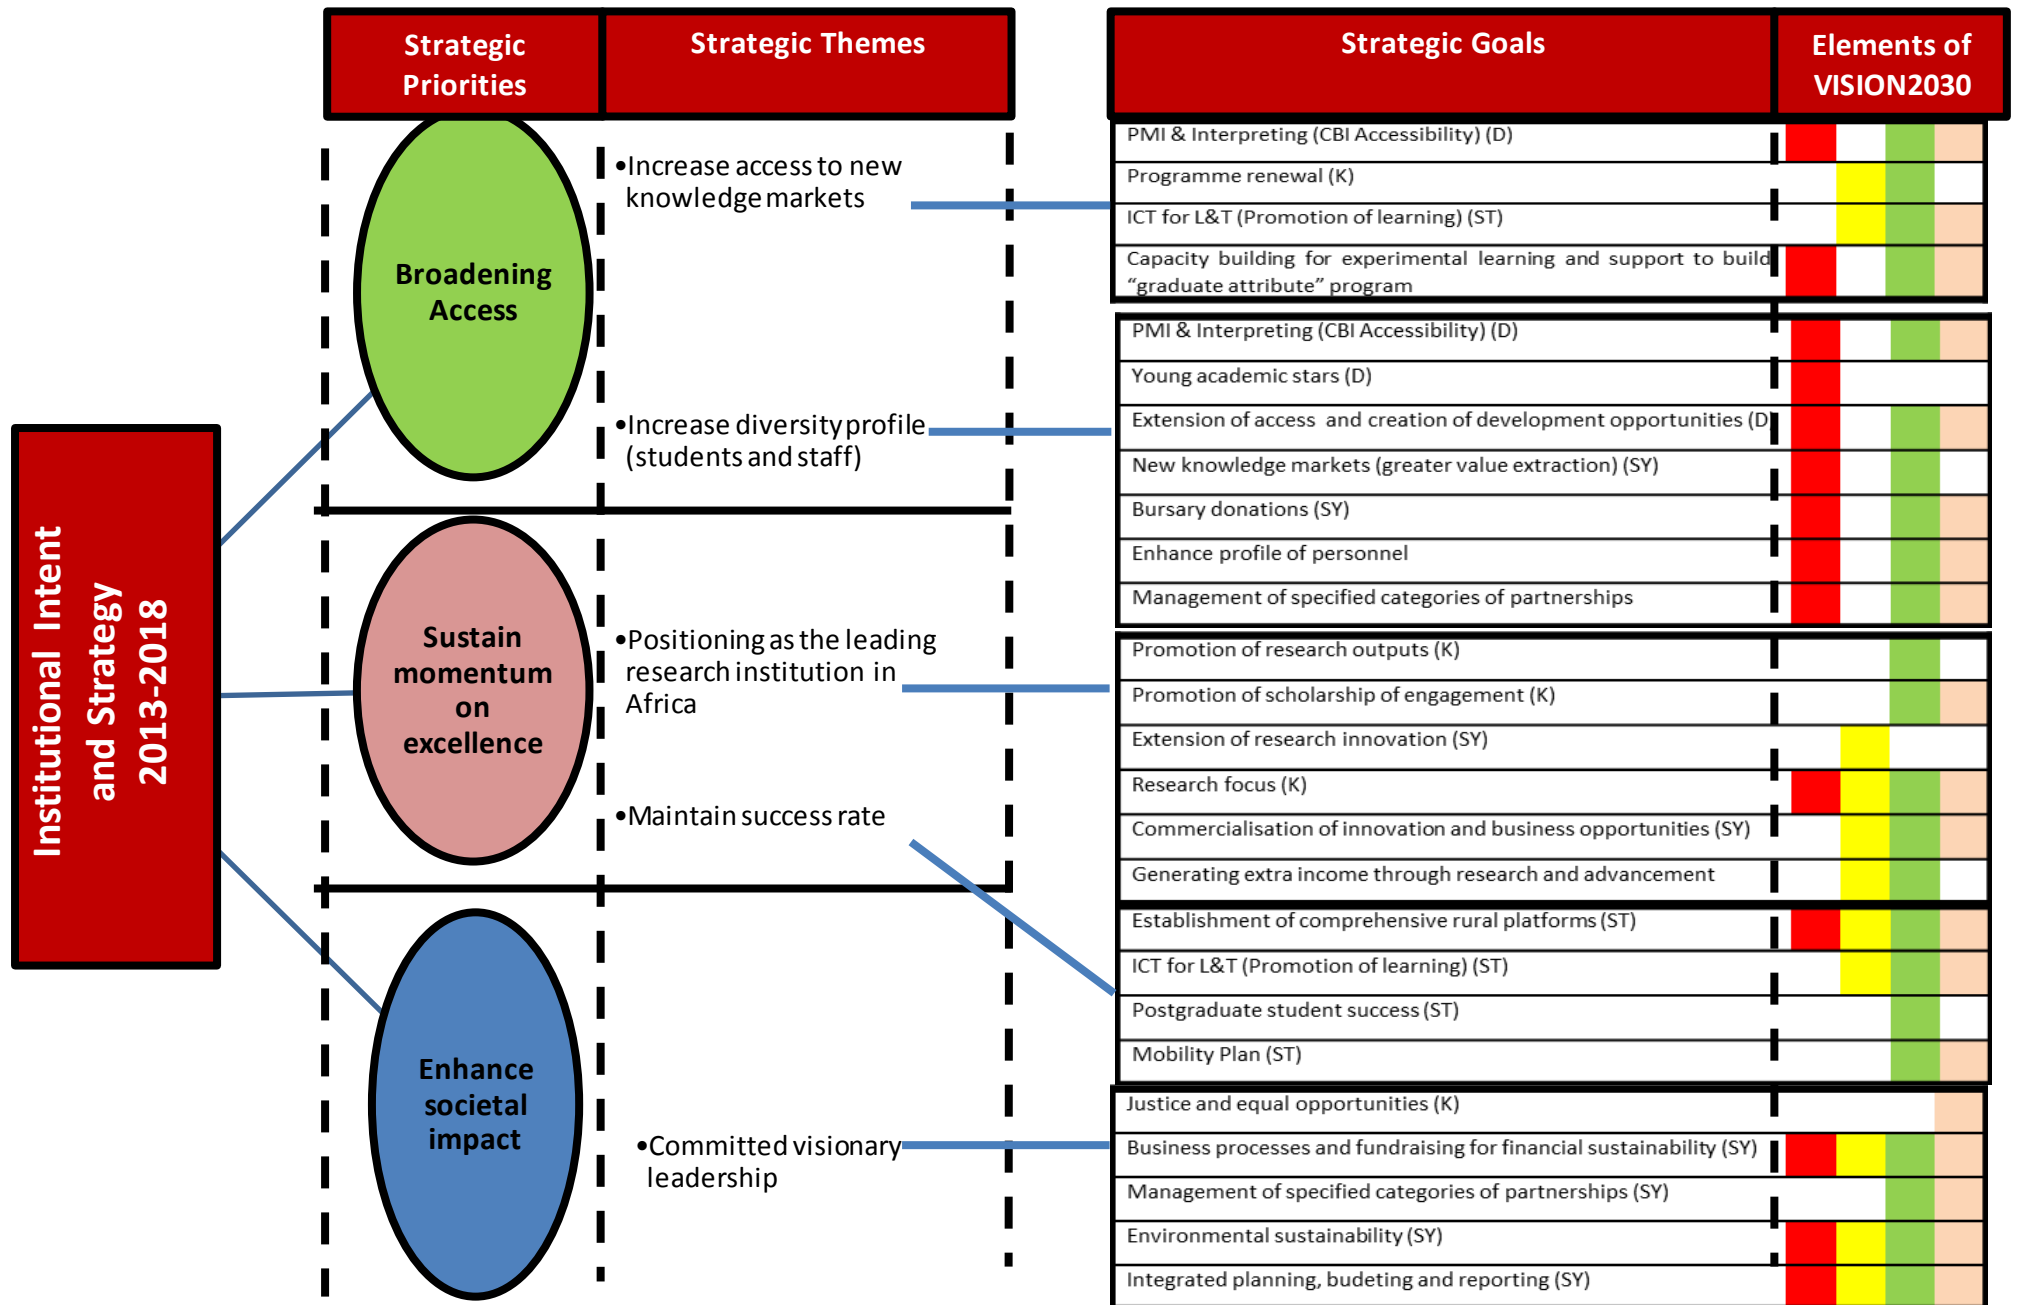 Strategic
Priorities
Strategic Themes
Strategic Goals
Elements of
VISION2030
Institutional Intent
and Strategy
2013-2018
Broadening
Access
•Increase access to new
knowledge markets
•Increase diversity profile
(students and staff)
Sustain
momentum
on
excellence
•Positioning as the leading
research institution in
Africa
•Maintain success rate
Enhance
societal
impact
•Committed visionary
leadership
PMI & Interpreting (CBI Accessibility) (D)
Programme renewal (K)
ICT for L&T (Promotion of learning) (ST)
Capacity building for experimental learning and support to build
“graduate attribute” program
PMI & Interpreting (CBI Accessibility) (D)
Young academic stars (D)
Extension of access and creation of development opportunities (D)
New knowledge markets (greater value extraction) (SY)
Bursary donations (SY)
Enhance profile of personnel
Management of specified categories of partnerships
Promotion of research outputs (K)
Promotion of scholarship of engagement (K)
Extension of research innovation (SY)
Research focus (K)
Commercialisation of innovation and business opportunities (SY)
Generating extra income through research and advancement
Establishment of comprehensive rural platforms (ST)
ICT for L&T (Promotion of learning) (ST)
Postgraduate student success (ST)
Mobility Plan (ST)
Justice and equal opportunities (K)
Business processes and fundraising for financial sustainability (SY)
Management of specified categories of partnerships (SY)
Environmental sustainability (SY)
Integrated planning, budeting and reporting (SY)